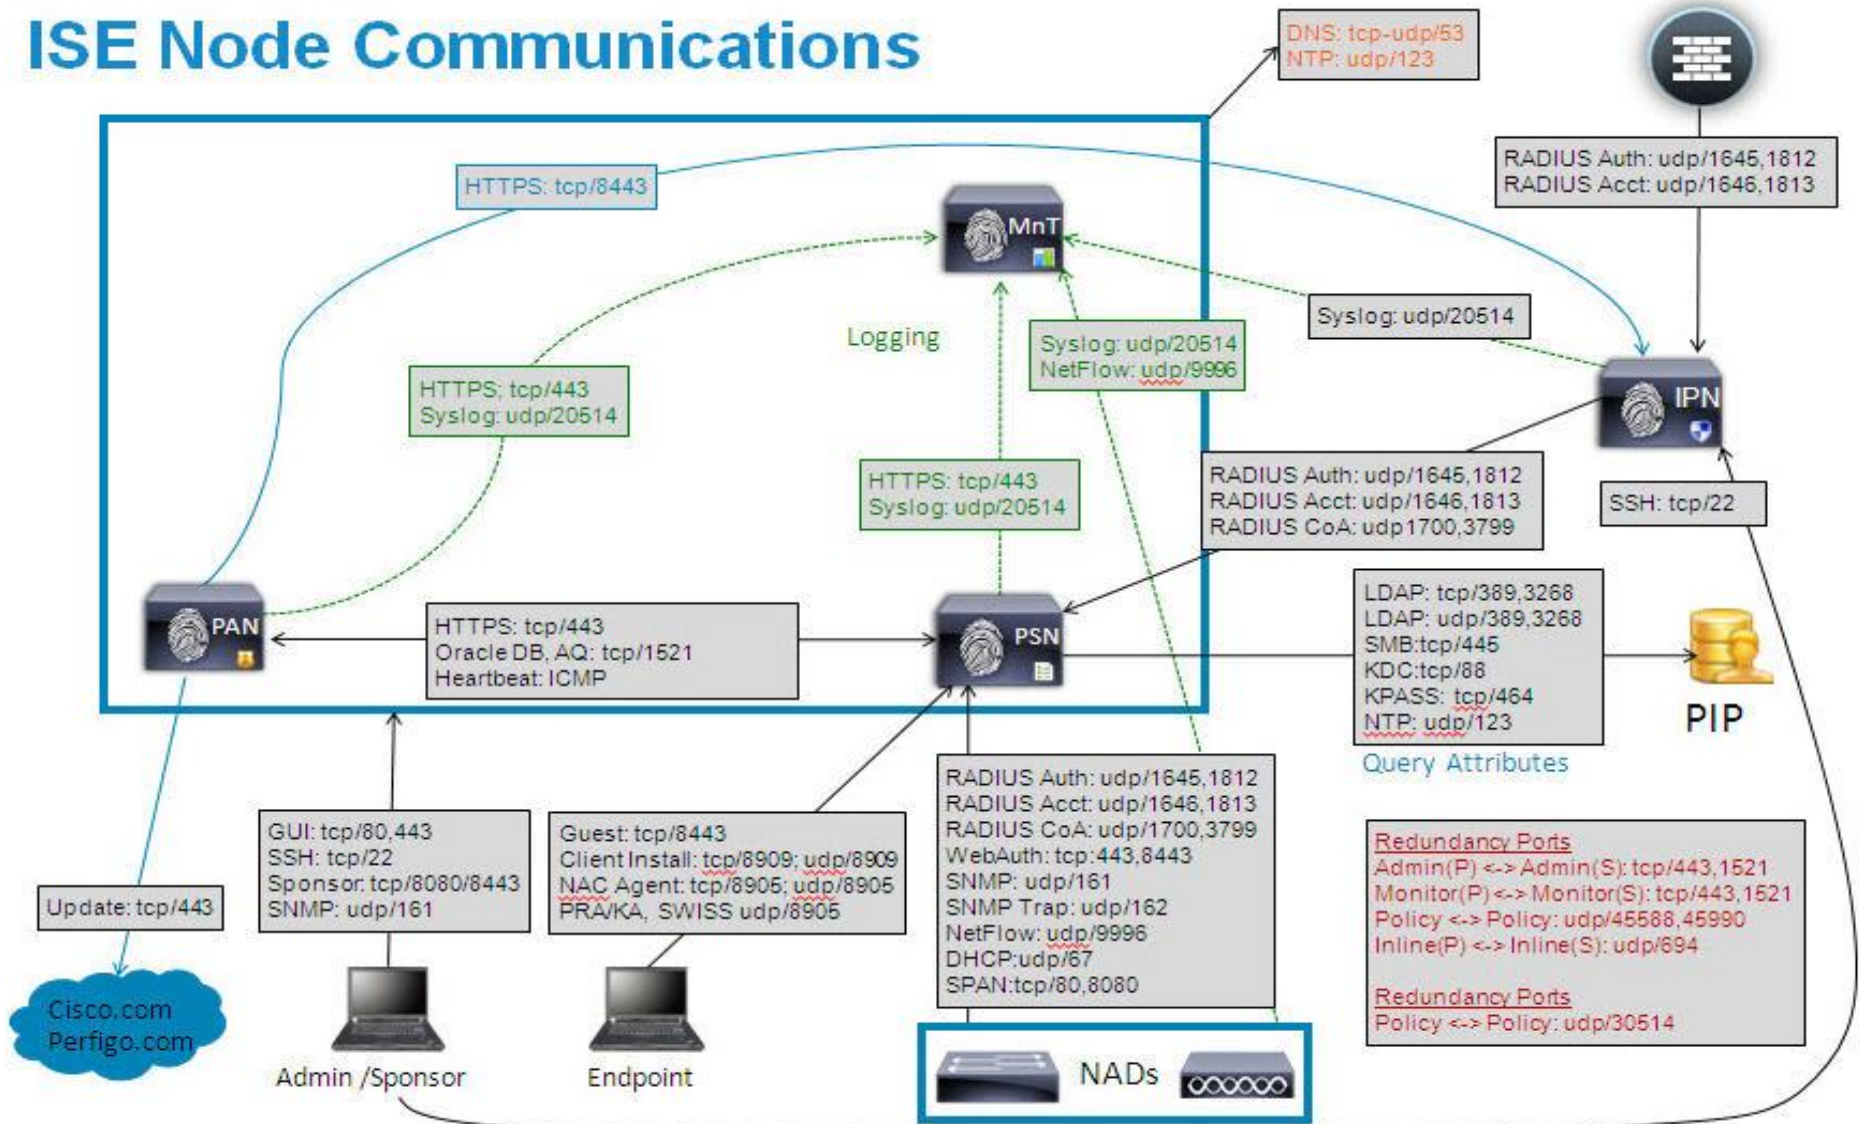 ISE Node Communications
DNS: tcp-udp/53
NTP: udp/123
RADIUS Auth: udp/1645,1812
RADIUS Acct: udp/1646,1813
HTTPS: tcp/8443
MnT
Syslog: udp/20514
Logging
Syslog: udp/20514
NetFlow: udp/9996
HTTPS; tcp/443
Syslog: udp/20514
IPN
HTTPS: tcp/443
Syslog: udp/20514
RADIUS Auth: udp/1645,1812
RADIUS Acct: udp/1646,1813
RADIUS CoA: udp1700,3799
SSH: tcp/22
PAN
HTTPS: tcp/443
Oracle DB, AQ: tcp/1521
Heartbeat: ICMP
PSN
LDAP: tcp/389,3268
LDAP: udp/389,3268
SMB:tcp/445
KDC:tcp/88
KPASS: tcp/464
NTP: udp/123
PIP
Query Attributes
GUI: tcp/80,443
SSH: tcp/22
Sponsor: tcp/8080/8443
SNMP: udp/161
Guest: tcp/8443
Client Install: tcp/8909; udp/8909
NAC Agent: tcp/8905; udp/8905
PRA/KA, SWISS udp/8905
RADIUS Auth: udp/1645,1812
RADIUS Acct: udp/1646,1813
RADIUS CoA: udp/1700,3799
WebAuth: tcp:443,8443
SNMP: udp/161
SNMP Trap: udp/162
NetFlow: udp/9996
DHCP:udp/67
SPAN:tcp/80,8080
Redundancy Ports
Admin(P) <-> Admin(S): tcp/443,1521
Monitor(P) <-> Monitor(S): tcp/443,1521
Policy <-> Policy: udp/45588,45990
Inline(P) <-> Inline(S): udp/694
Redundancy Ports
Policy <-> Policy: udp/30514
Update: tcp/443
Cisco.com
Perfigo.com
Admin /Sponsor
Endpoint
NADs